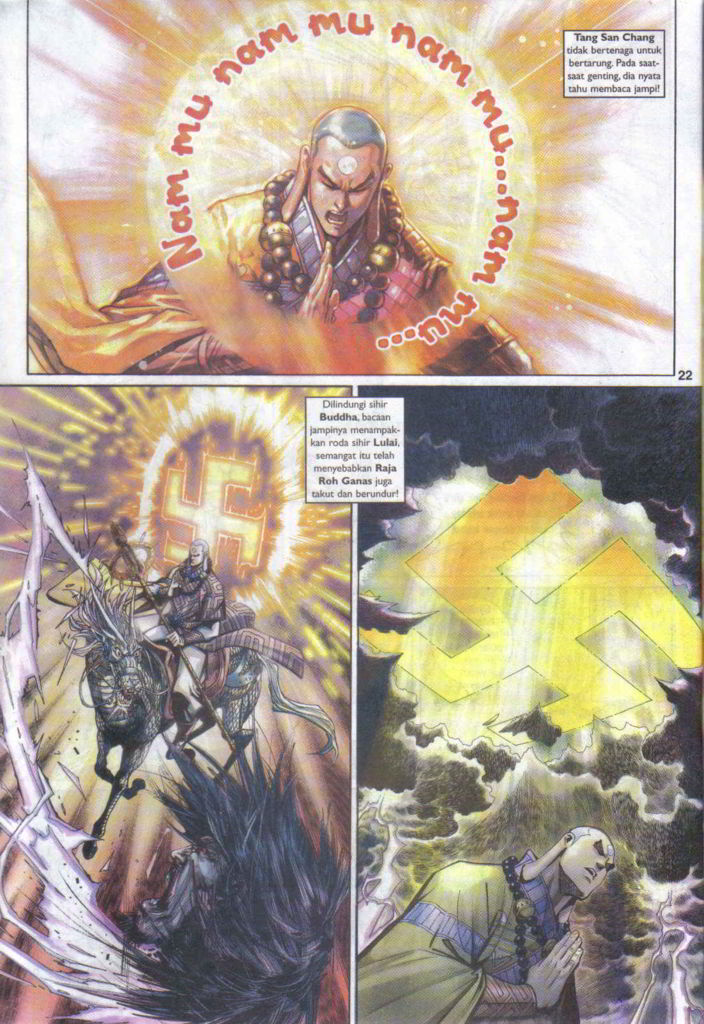 Tang San Chang
tidak bertenaga untuk
bertarung. Pada saat-
saat genting, dia nyata
tahu membaca jampi!
Nam mu nam mu nam mu...nam mu...
22
Dilindungi sihir
Buddha, bacaan
jampinya menampak-
kan roda sihir Lulai,
semangat itu telah
menyebabkan Raja
Roh Ganas juga
takut dan berundur!